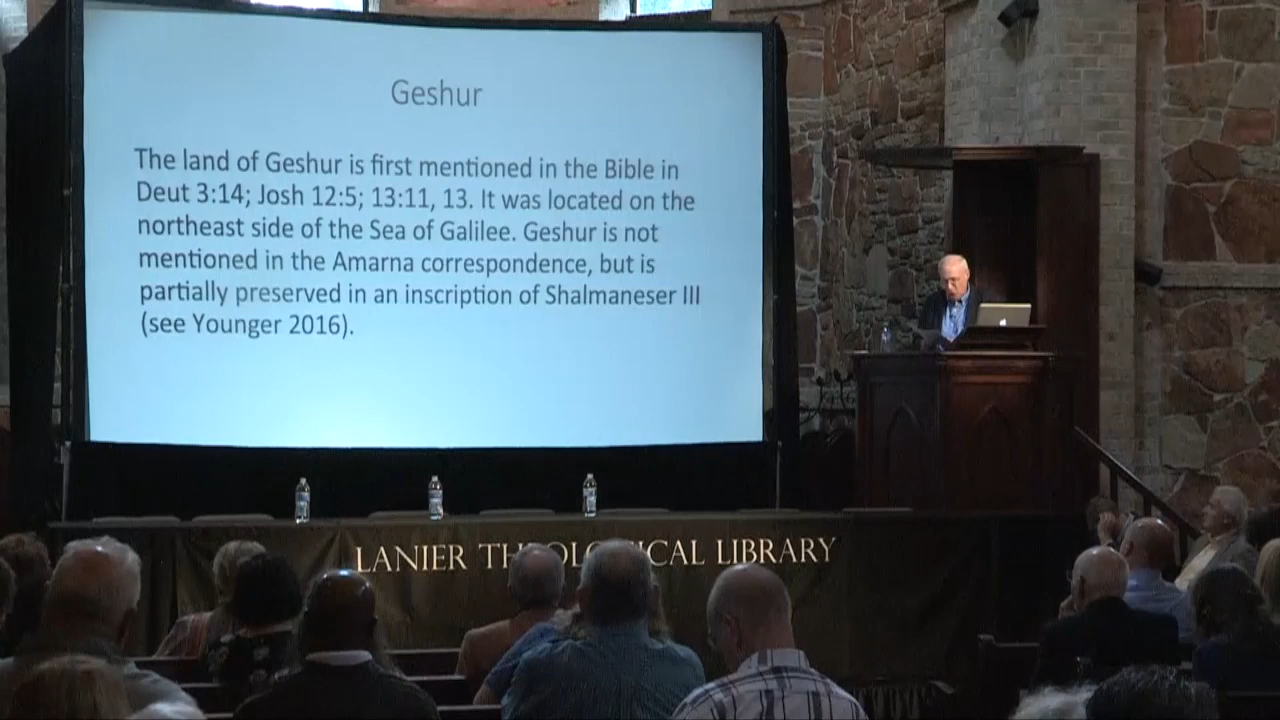 Geshur
The land of Geshur is first mentioned in the Bible in
Deut 3:14; Josh 12:5; 13:11, 13. It was located on the
northeast side of the Sea of Galilee. Geshur is not
mentioned in the Amarna correspondence, but is
partially preserved in an inscription of Shalmaneser III
(see Younger 2016).
LANIER THEOLOGICAL LIBRARY